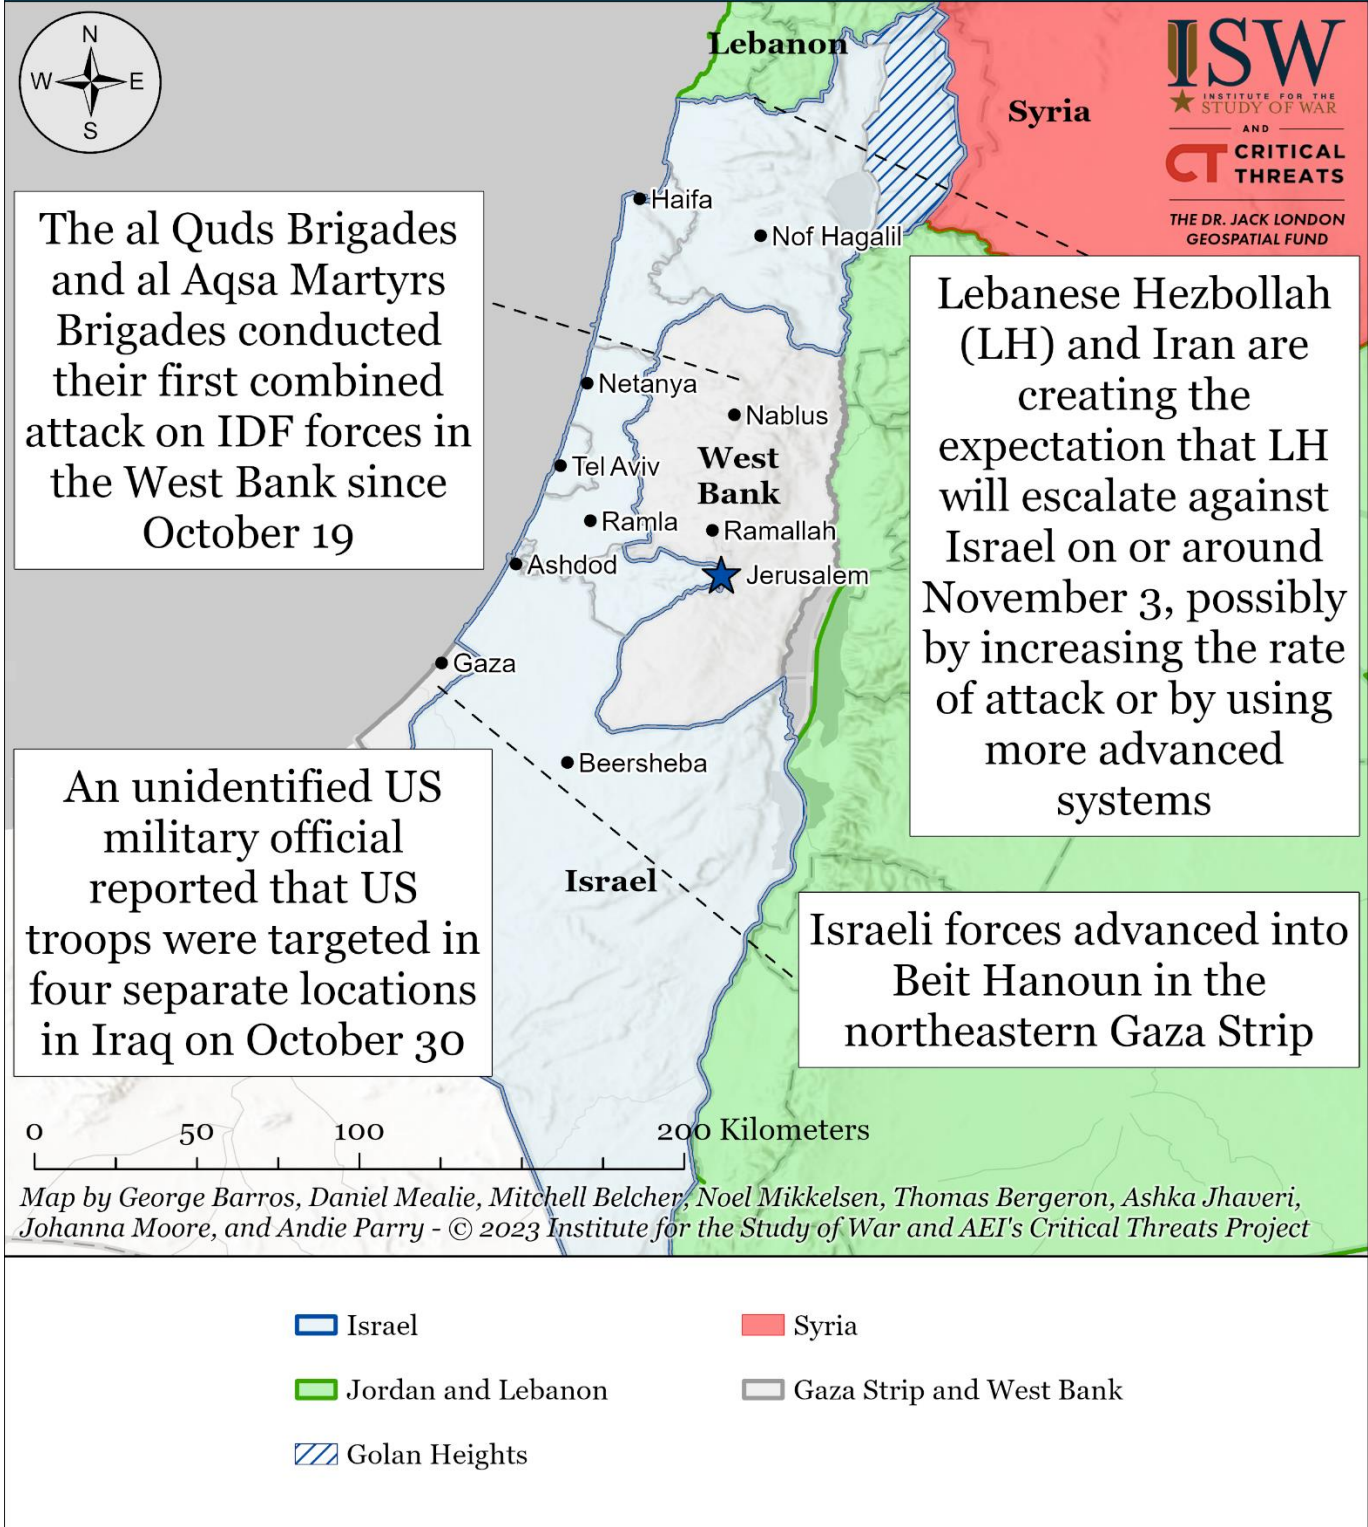 N
W
E
S
Lebanon
Syria
ISW
INSTITUTE FOR THE
STUDY OF WAR
AND
CT CRITICAL
THREATS
THE DR. JACK LONDON
GEOSPATIAL FUND
Haifa
Nof Hagalil
The al Quds Brigades
and al Aqsa Martyrs
Brigades conducted
their first combined
attack on IDF forces in
the West Bank since
October 19
Lebanese Hezbollah
(LH) and Iran are
creating the
expectation that LH
will escalate against
Israel on or around
November 3, possibly
by increasing the rate
of attack or by using
more advanced
systems
Netanya
Nablus
West
Bank
Tel Aviv
Ramla
Ramallah
Ashdod
Jerusalem
Gaza
Beersheba
Israel
An unidentified US
military official
reported that US
troops were targeted in
four separate locations
in Iraq on October 30
Israeli forces advanced into
Beit Hanoun in the
northeastern Gaza Strip
0 50 100 200 Kilometers
Map by George Barros, Daniel Mealie, Mitchell Belcher, Noel Mikkelsen, Thomas Bergeron, Ashka Jhaveri,
Johanna Moore, and Andie Parry - © 2023 Institute for the Study of War and AEI's Critical Threats Project
Israel
Syria
Jordan and Lebanon
Gaza Strip and West Bank
Golan Heights